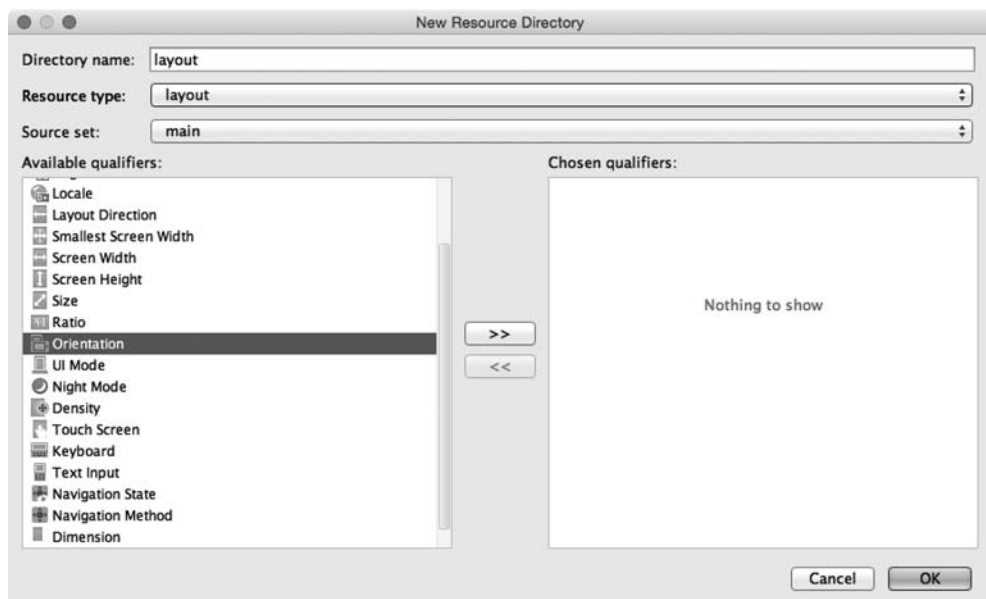 New Resource Directory
Directory name: layout
Resource type: layout
Source set: main
Available qualifiers:
Chosen qualifiers:
Locale
Layout Direction
Smallest Screen Width
Screen Width
Screen Height
Size
Ratio
Orientation
UI Mode
Night Mode
Density
Touch Screen
Keyboard
Text Input
Navigation State
Navigation Method
Dimension
>>
<<
Nothing to show
Cancel
OK